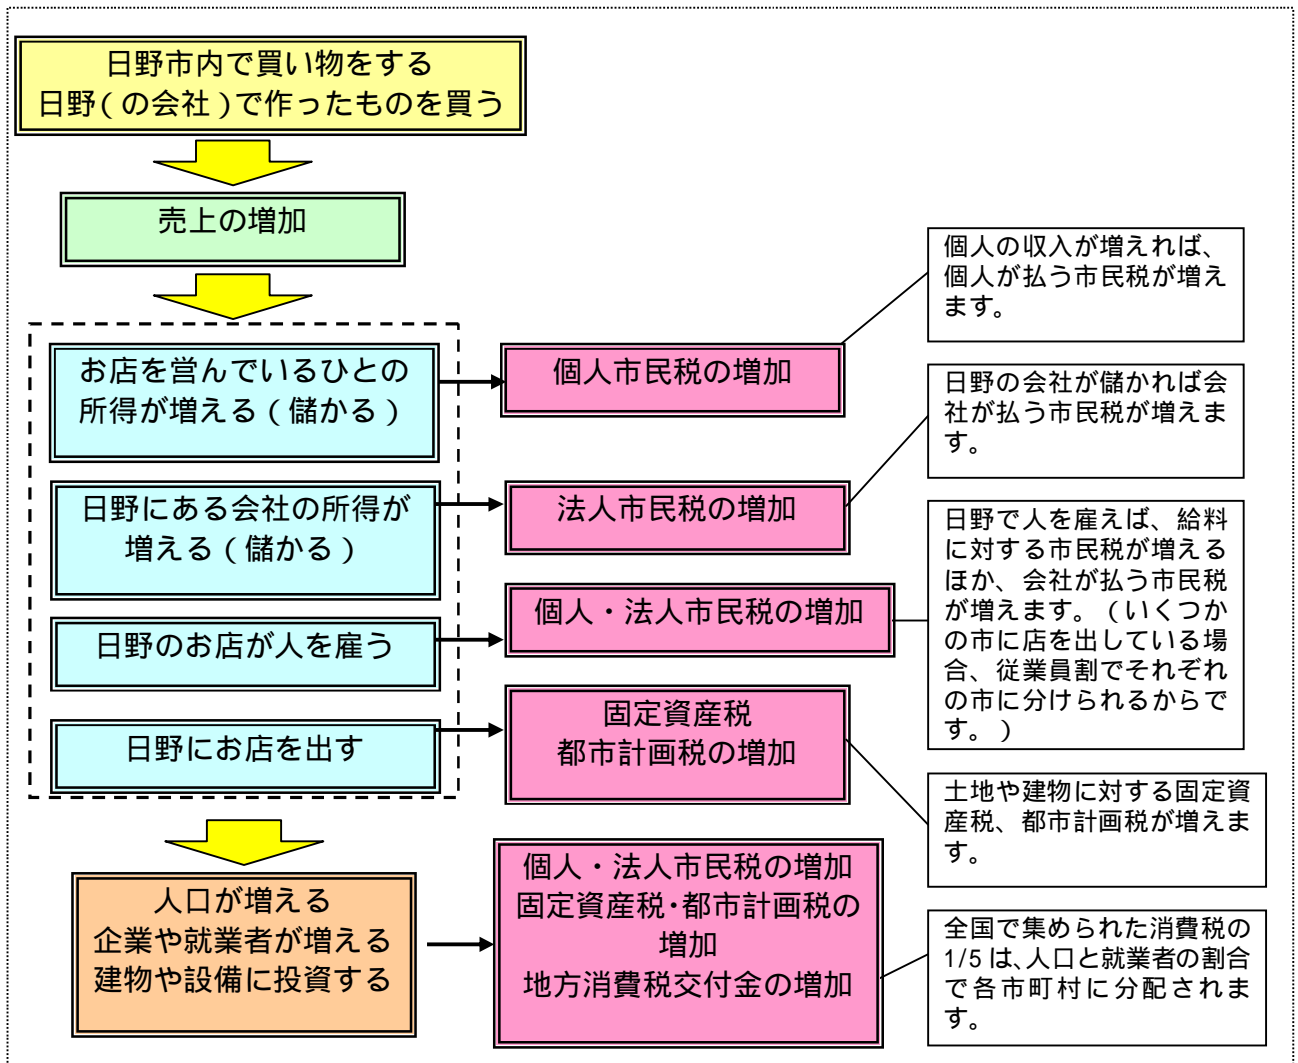 日野市内で買い物をする
日野(の会社)で作ったものを買う
売上の増加
お店を営んでいるひとの
所得が増える(儲かる)
日野にある会社の所得が
増える(儲かる)
日野のお店が人を雇う
日野にお店を出す
人口が増える
企業や就業者が増える
建物や設備に投資する
個人市民税の増加
法人市民税の増加
個人・法人市民税の増加
固定資産税
都市計画税の増加
個人・法人市民税の増加
固定資産税・都市計画税の
増加
地方消費税交付金の増加
個人の収入が増えれば、
個人が払う市民税が増え
ます。
日野の会社が儲かれば会
社が払う市民税が増えま
す。
日野で人を雇えば、給料
に対する市民税が増える
ほか、会社が払う市民税
が増えます。(いくつか
の市に店を出している場
合、従業員割でそれぞれ
の市に分けられるからで
す。)
土地や建物に対する固定資
産税、都市計画税が増えま
す。
全国で集められた消費税の
1/5は、人口と就業者の割合
で各市町村に分配されま
す。